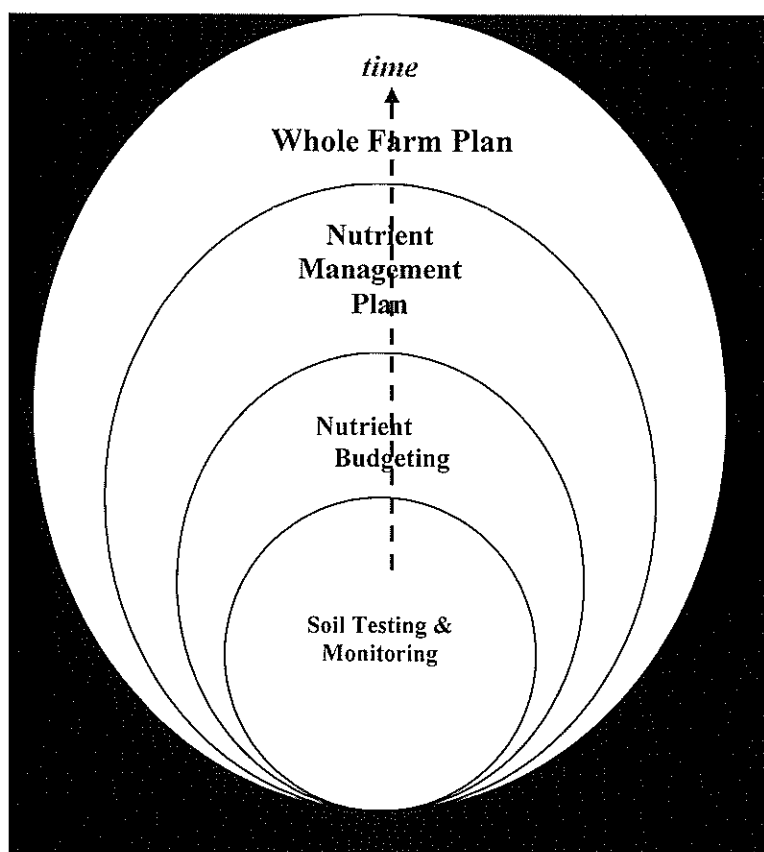 time
Whole Farm Plan
Nutrient
Management
Plan
Nutrient
Budgeting
Soil Testing &
Monitoring